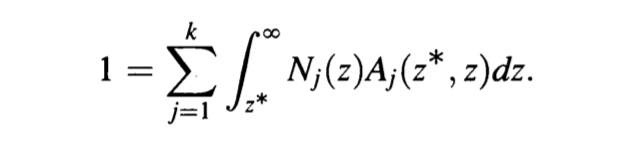 1 = \sum_{j=1}^{k} \int_{z^*}^{\infty} N_j(z) A_j(z^*, z) dz.